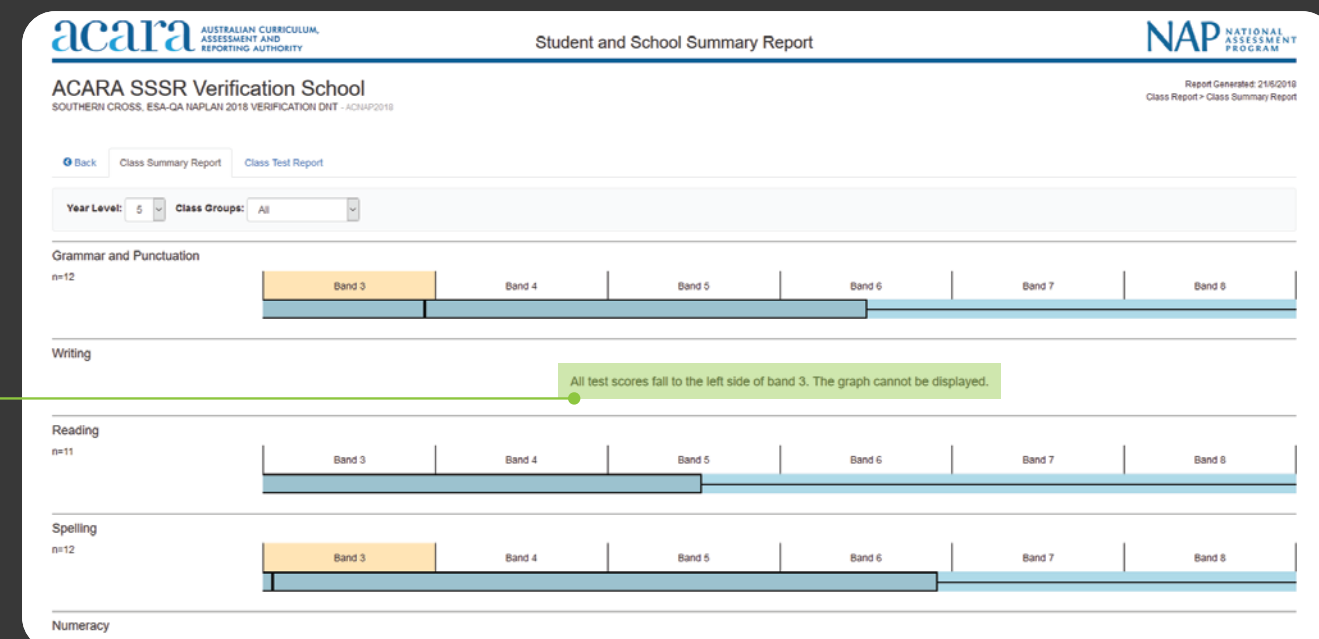 acara AUSTRALIAN CURRICULUM,
ASSESSMENT AND
REPORTING AUTHORITY
Student and School Summary Report
NAP NATIONAL
ASSESSMENT
PROGRAM
ACARA SSSR Verification School
SOUTHERN CROSS, ESA-QA NAPLAN 2018 VERIFICATION DNT - ACNAP2018
Report Generated: 21/6/2018
Class Report > Class Summary Report
Back Class Summary Report Class Test Report
Year Level: 5 Class Groups: All
Grammar and Punctuation
n=12
Band 3 Band 4 Band 5 Band 6 Band 7 Band 8
Writing
All test scores fall to the left side of band 3. The graph cannot be displayed.
Reading
n=11
Band 3 Band 4 Band 5 Band 6 Band 7 Band 8
Spelling
n=12
Band 3 Band 4 Band 5 Band 6 Band 7 Band 8
Numeracy